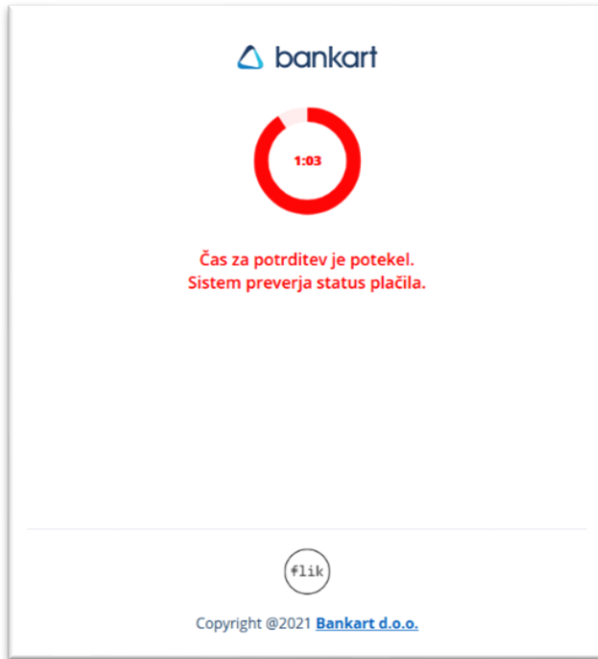 bankart
1:03
Čas za potrditev je potekel.
Sistem preverja status plačila.
flik
Copyright @2021 Bankart d.o.o.